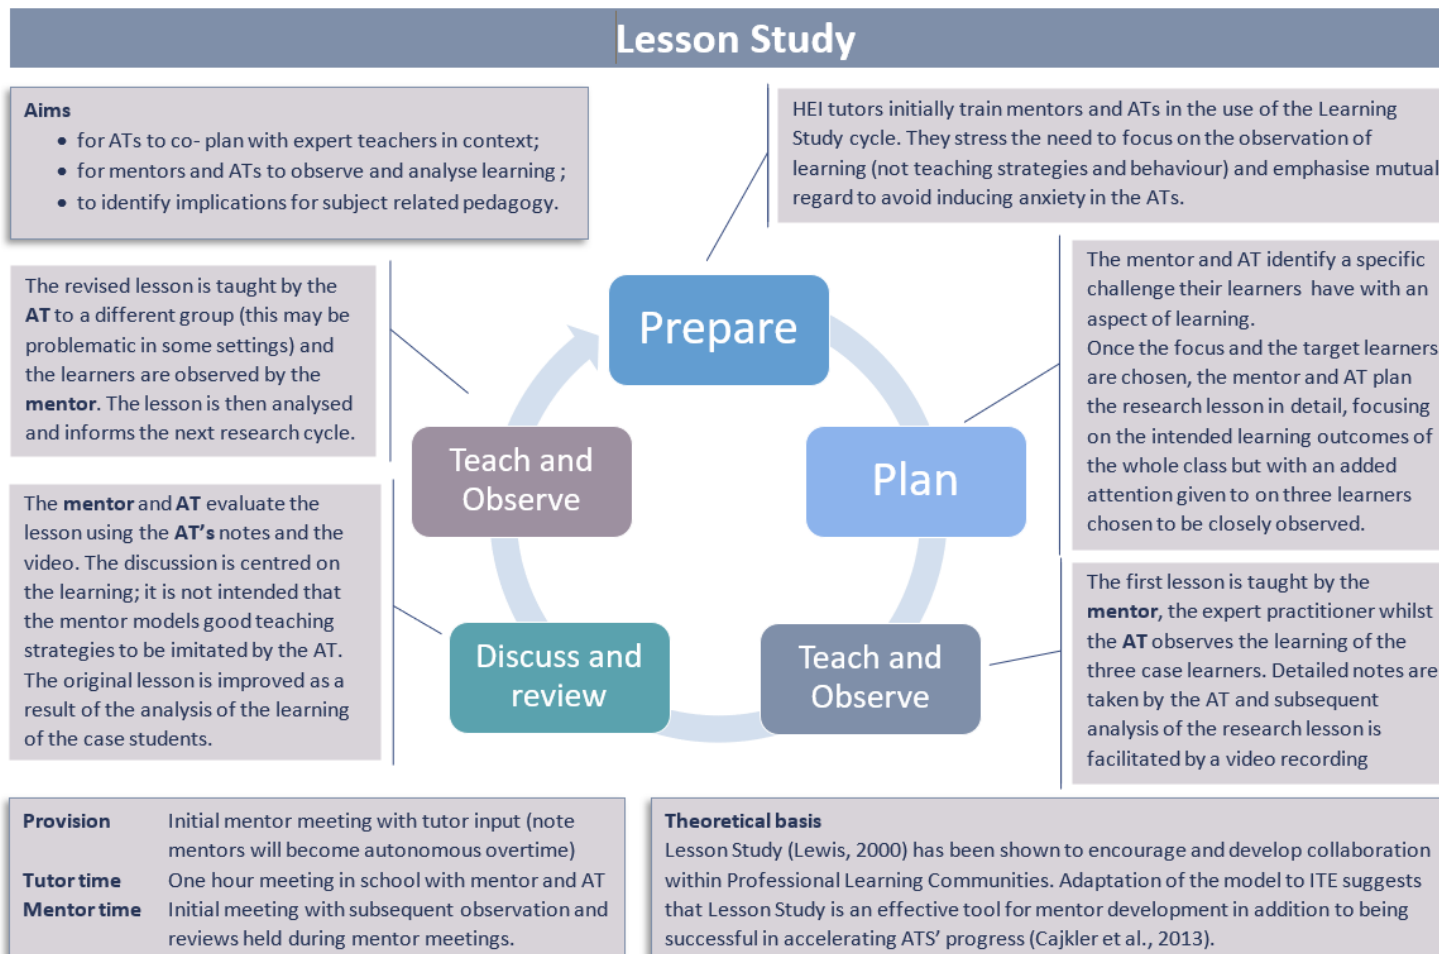 Lesson Study
Aims
• for ATs to co- plan with expert teachers in context;
• for mentors and ATs to observe and analyse learning ;
• to identify implications for subject related pedagogy.
HEI tutors initially train mentors and ATs in the use of the Learning
Study cycle. They stress the need to focus on the observation of
learning (not teaching strategies and behaviour) and emphasise mutual
regard to avoid inducing anxiety in the ATs.
Prepare
The mentor and AT identify a specific
challenge their learners have with an
aspect of learning.
Once the focus and the target learners
are chosen, the mentor and AT plan
the research lesson in detail, focusing
on the intended learning outcomes of
the whole class but with an added
attention given to on three learners
chosen to be closely observed.
Plan
The first lesson is taught by the
mentor, the expert practitioner whilst
the AT observes the learning of the
three case learners. Detailed notes are
taken by the AT and subsequent
analysis of the research lesson is
facilitated by a video recording
Teach and
Observe
Discuss and
review
The mentor and AT evaluate the
lesson using the AT’s notes and the
video. The discussion is centred on
the learning; it is not intended that
the mentor models good teaching
strategies to be imitated by the AT.
The original lesson is improved as a
result of the analysis of the learning
of the case students.
Teach and
Observe
The revised lesson is taught by the
AT to a different group (this may be
problematic in some settings) and
the learners are observed by the
mentor. The lesson is then analysed
and informs the next research cycle.
Provision Initial mentor meeting with tutor input (note
mentors will become autonomous overtime)
Tutor time One hour meeting in school with mentor and AT
Mentor time Initial meeting with subsequent observation and
reviews held during mentor meetings.
Theoretical basis
Lesson Study (Lewis, 2000) has been shown to encourage and develop collaboration
within Professional Learning Communities. Adaptation of the model to ITE suggests
that Lesson Study is an effective tool for mentor development in addition to being
successful in accelerating ATS’ progress (Cajkler et al., 2013).